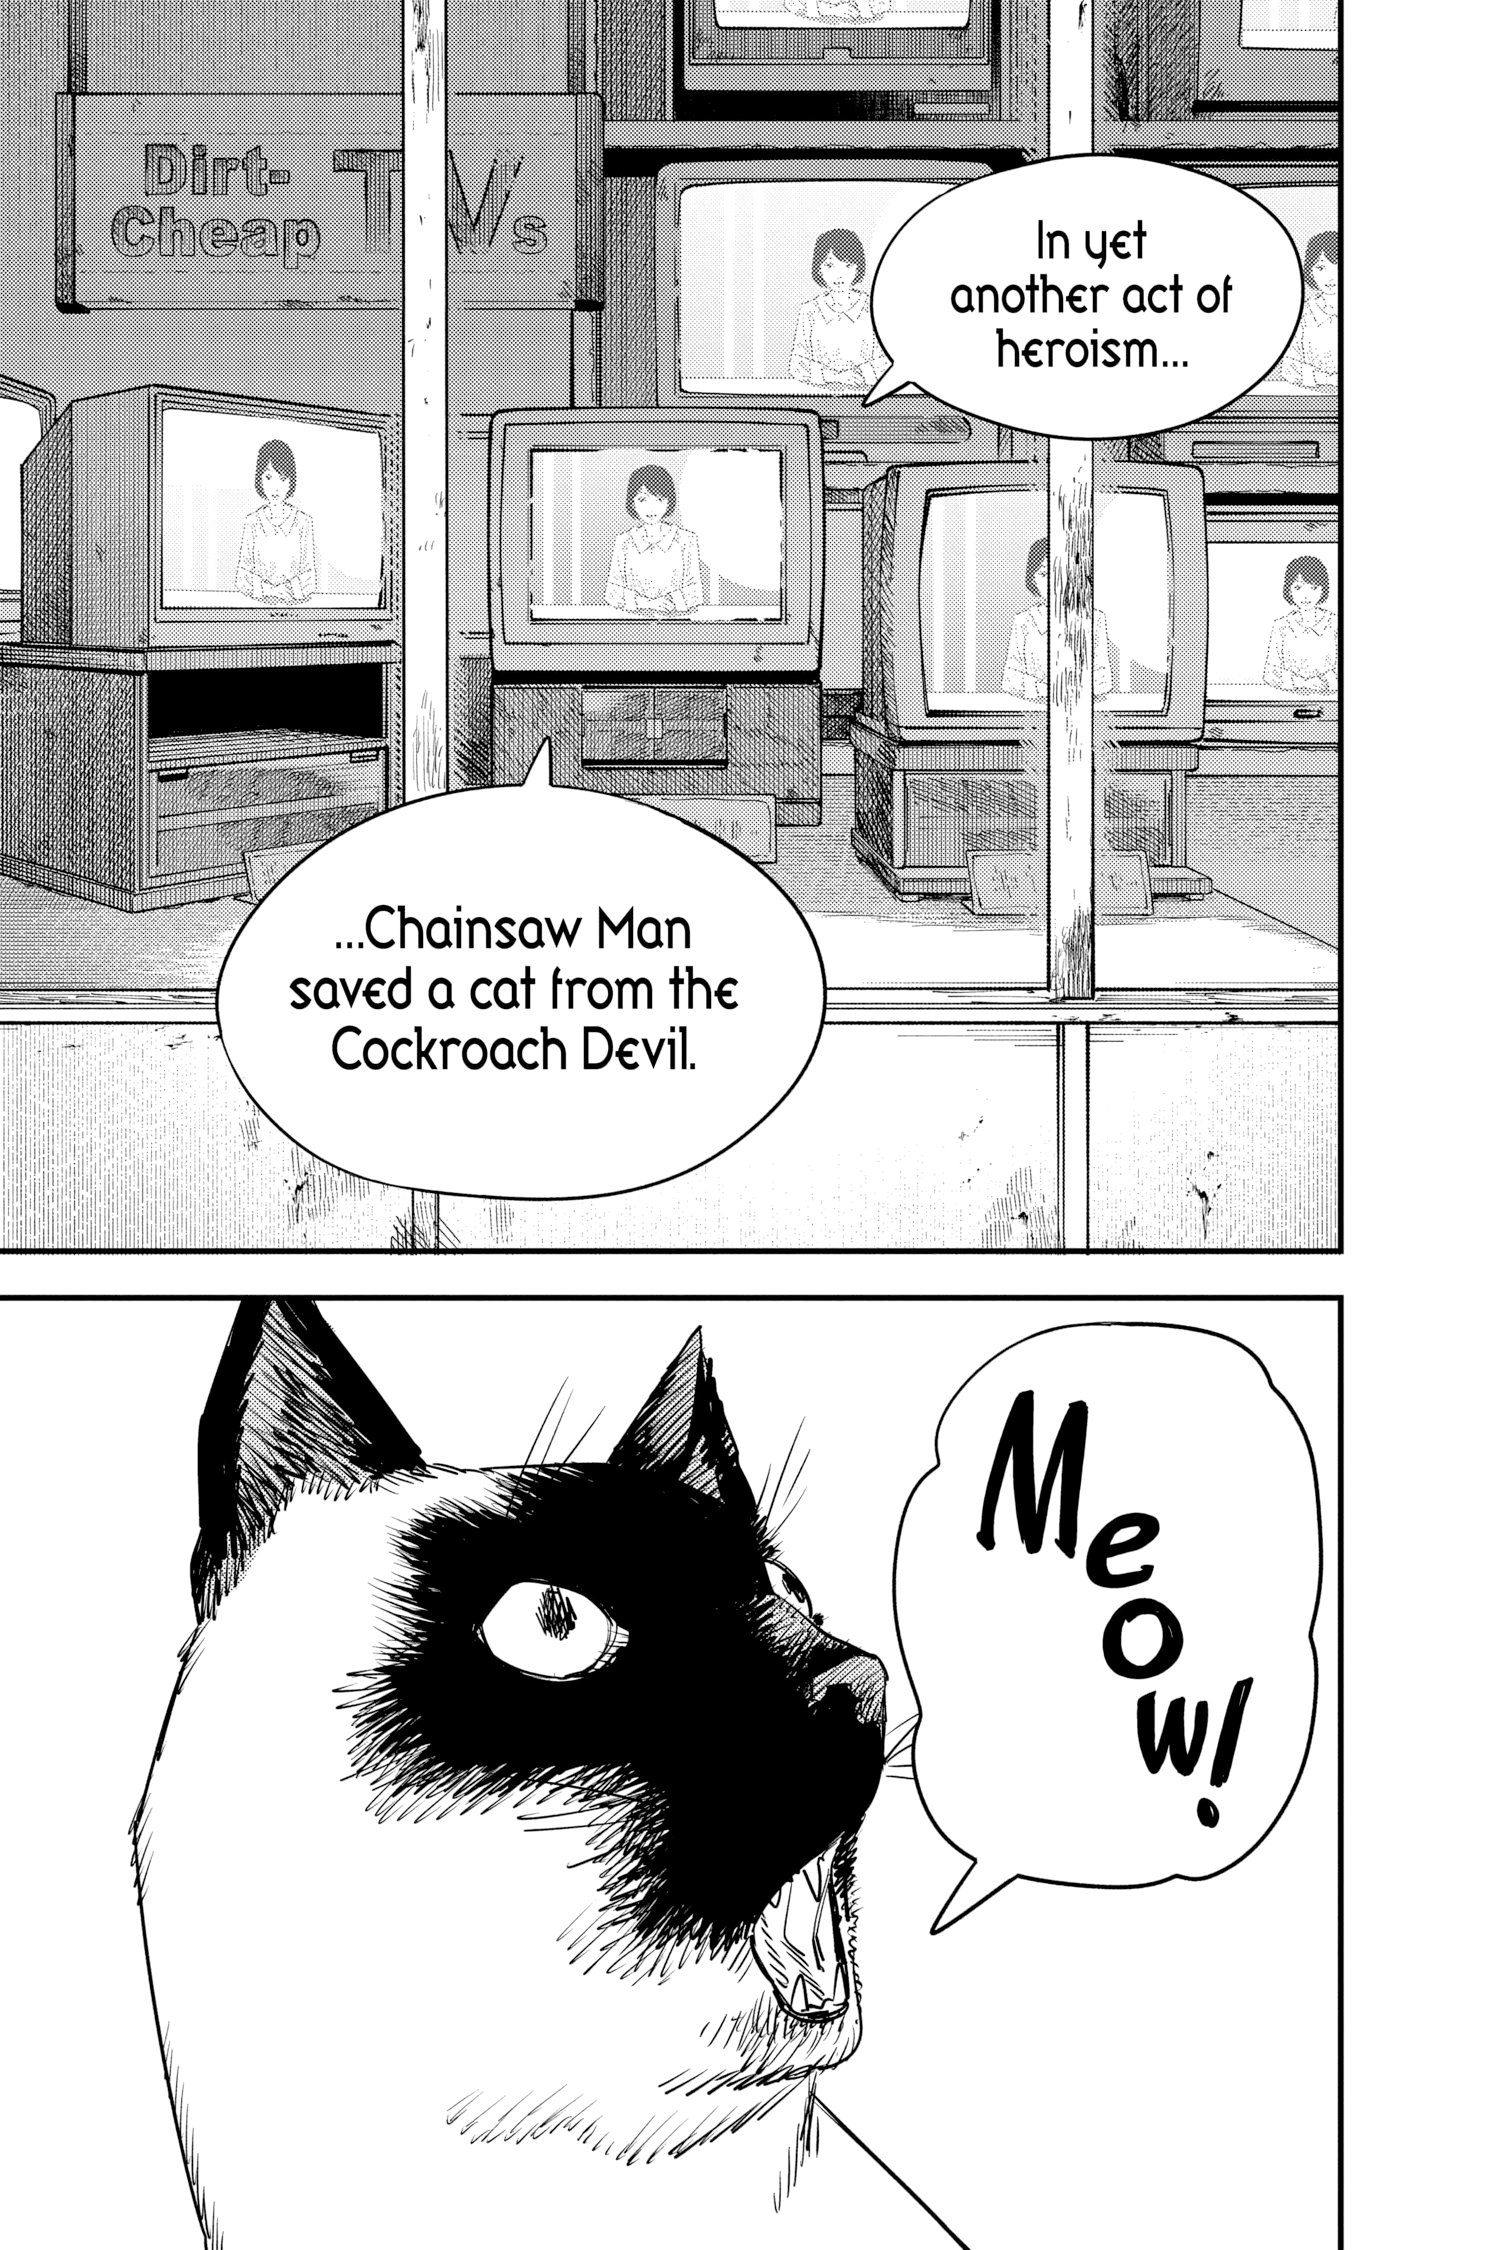 Dirt-
Cheap TVs
In yet
another act of
heroism...
...Chainsaw Man
saved a cat from the
Cockroach Devil.
Meow!